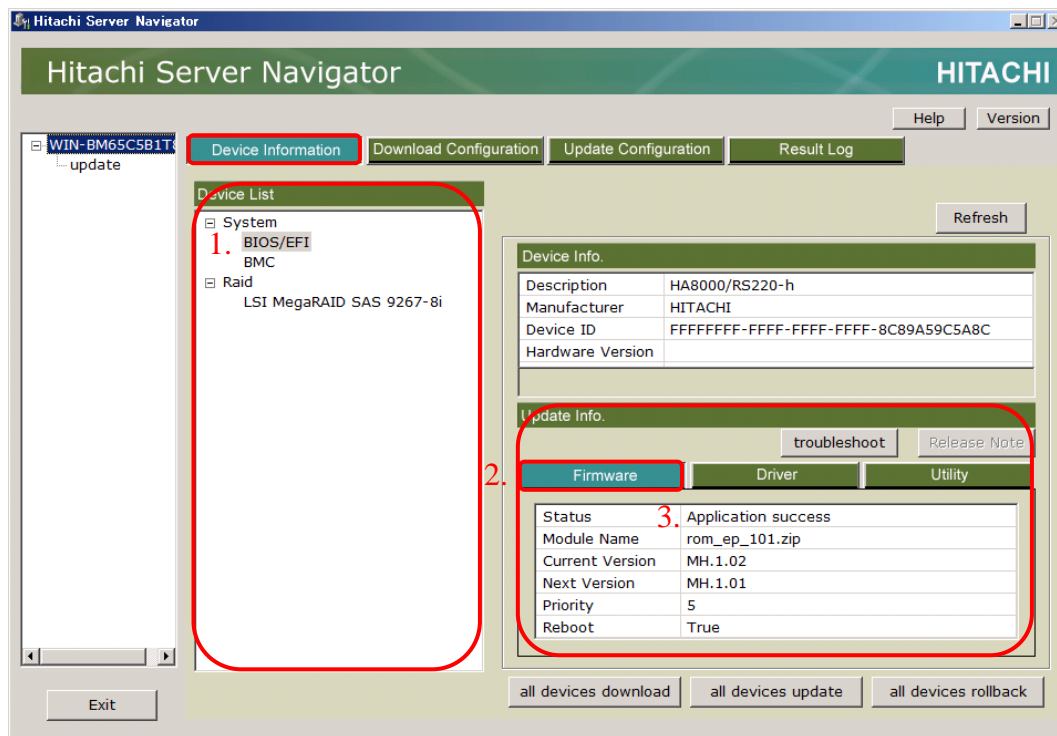 Hitachi Server Navigator
Hitachi Server Navigator
HITACHI
Help
Version
WIN-BM65C5B1T8
update
Device Information
Download Configuration
Update Configuration
Result Log
Device List
System
1.
BIOS/EFI
BMC
Raid
LSI MegaRAID SAS 9267-8i
Refresh
Device Info.
Description HA8000/RS220-h
Manufacturer HITACHI
Device ID FFFFFFFF-FFFF-FFFF-FFFF-8C89A59C5A8C
Hardware Version
Update Info.
troubleshoot
Release Note
2.
Firmware
Driver
Utility
3.
Status Application success
Module Name rom_ep_101.zip
Current Version MH.1.02
Next Version MH.1.01
Priority 5
Reboot True
all devices download
all devices update
all devices rollback
Exit